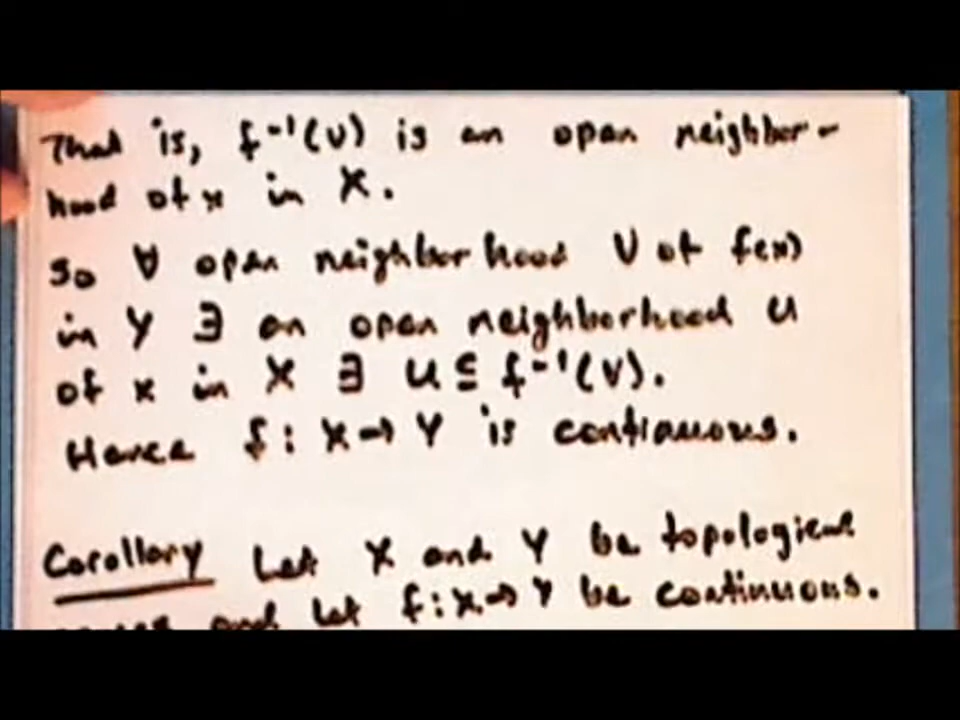 That is, f⁻¹(V) is an open neighbor-
hood of x in X.
So ∀ open neighborhood V of f(x)
in Y ∃ an open neighborhood U
of x in X ∋ U ⊆ f⁻¹(V).
Hence f: X→Y is continuous.
Corollary Let X and Y be topological
and let f: X→Y be continuous.